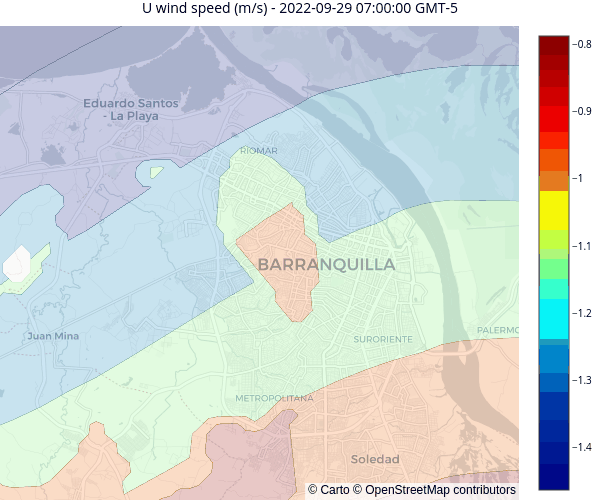 U wind speed (m/s) - 2022-09-29 07:00:00 GMT-5
−0.8
Eduardo Santos
- La Playa
−0.9
RIOMAR
−1
−1.1
BARRANQUILLA
−1.2
PALERMO
Juan Mina
SURORIENTE
−1.3
METROPOLITANA
−1.4
Soledad
© Carto © OpenStreetMap contributors